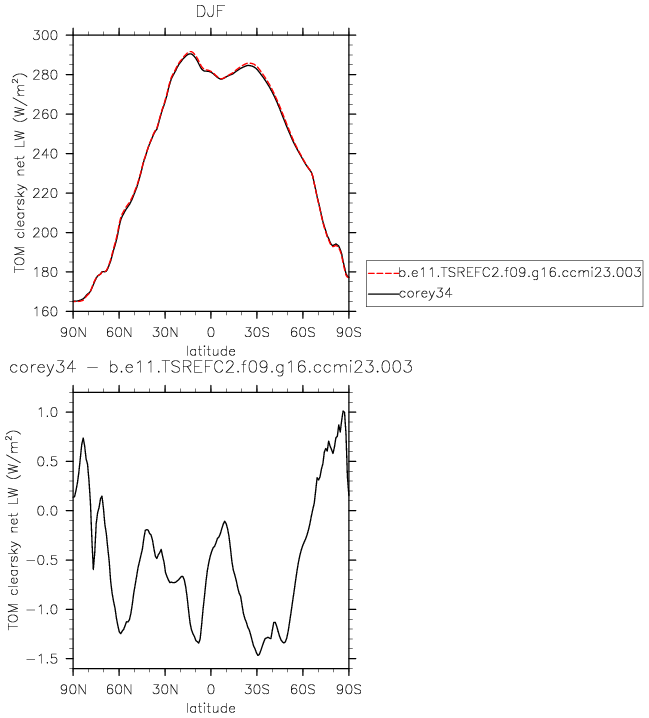 DJF
TOM clearsky net LW (W/m²)
300
280
260
240
220
200
180
160
90N 60N 30N 0 30S 60S 90S
latitude
b.e11.TSREFC2.f09.g16.ccmi23.003
corey34
corey34 − b.e11.TSREFC2.f09.g16.ccmi23.003
TOM clearsky net LW (W/m²)
1.0
0.5
0.0
−0.5
−1.0
−1.5
90N 60N 30N 0 30S 60S 90S
latitude